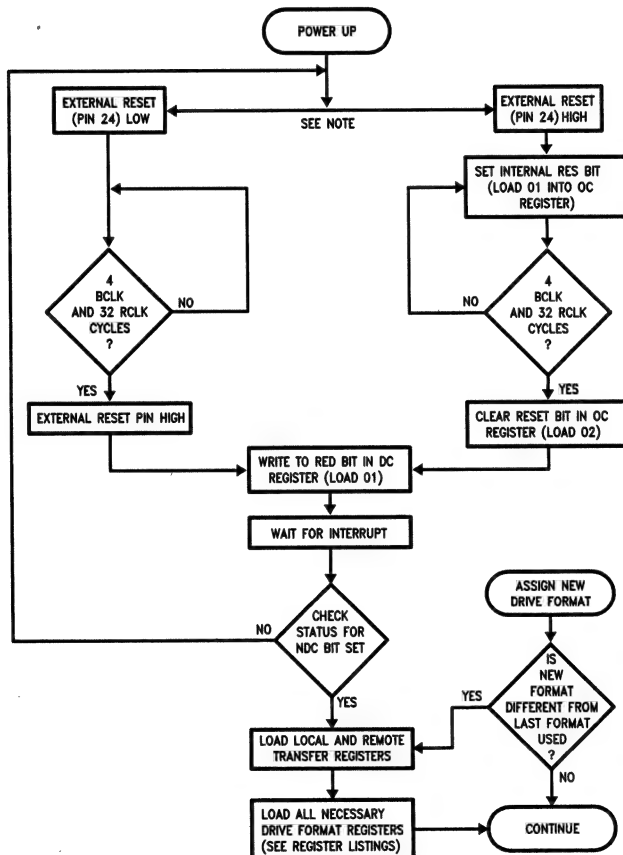 POWER UP
EXTERNAL RESET
(PIN 24) LOW
SEE NOTE
EXTERNAL RESET
(PIN 24) HIGH
SET INTERNAL RES BIT
(LOAD 01 INTO OC
REGISTER)
4
BCLK
AND 32 RCLK
CYCLES
?
NO
YES
4
BCLK
AND 32 RCLK
CYCLES
?
NO
YES
EXTERNAL RESET PIN HIGH
CLEAR RESET BIT IN OC
REGISTER (LOAD 02)
WRITE TO RED BIT IN DC
REGISTER (LOAD 01)
WAIT FOR INTERRUPT
CHECK
STATUS FOR
NDC BIT SET
NO
YES
ASSIGN NEW
DRIVE FORMAT
IS
NEW
FORMAT
DIFFERENT FROM
LAST FORMAT
USED
?
YES
NO
LOAD LOCAL AND REMOTE
TRANSFER REGISTERS
LOAD ALL NECESSARY
DRIVE FORMAT REGISTERS
(SEE REGISTER LISTINGS)
CONTINUE